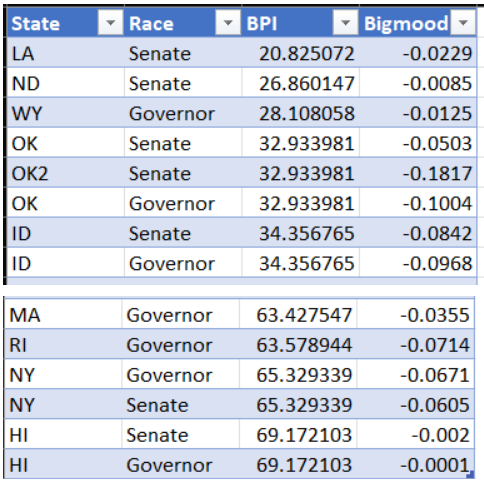 State Race BPI Bigmood
LA Senate 20.825072 -0.0229
ND Senate 26.860147 -0.0085
WY Governor 28.108058 -0.0125
OK Senate 32.933981 -0.0503
OK2 Senate 32.933981 -0.1817
OK Governor 32.933981 -0.1004
ID Senate 34.356765 -0.0842
ID Governor 34.356765 -0.0968
MA Governor 63.427547 -0.0355
RI Governor 63.578944 -0.0714
NY Governor 65.329339 -0.0671
NY Senate 65.329339 -0.0605
HI Senate 69.172103 -0.002
HI Governor 69.172103 -0.0001